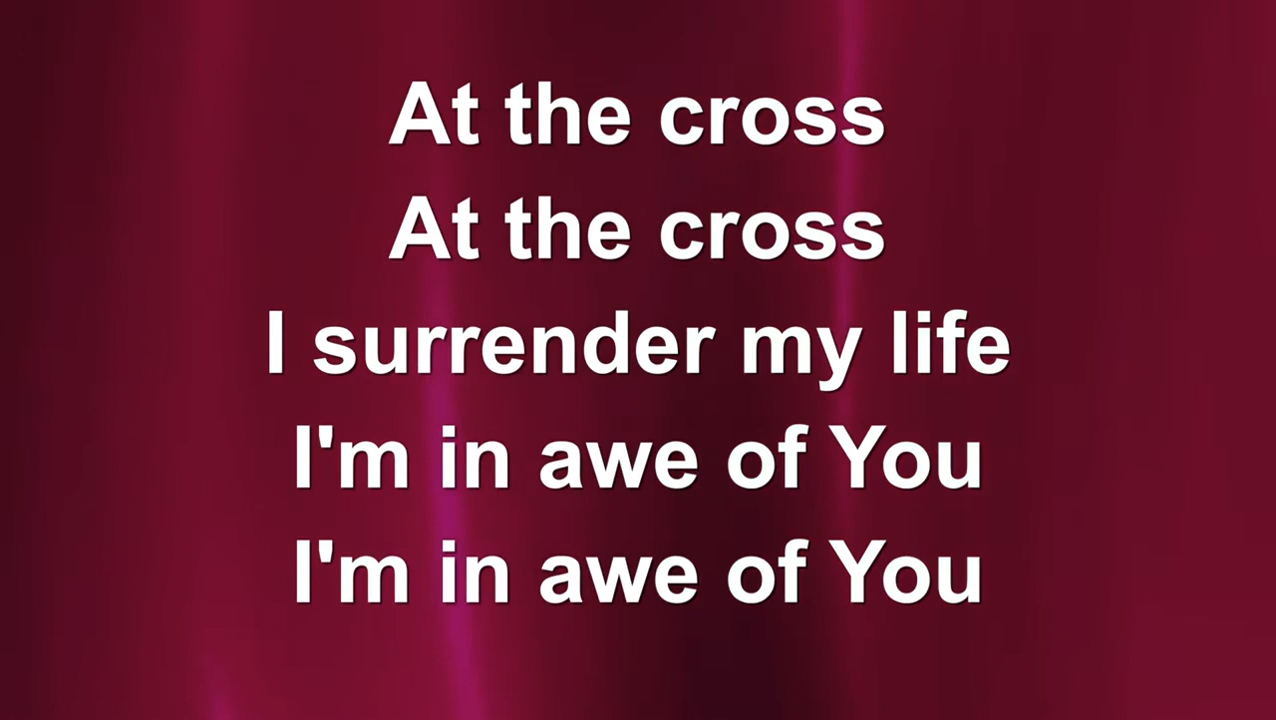 At the cross
At the cross
I surrender my life
I'm in awe of You
I'm in awe of You